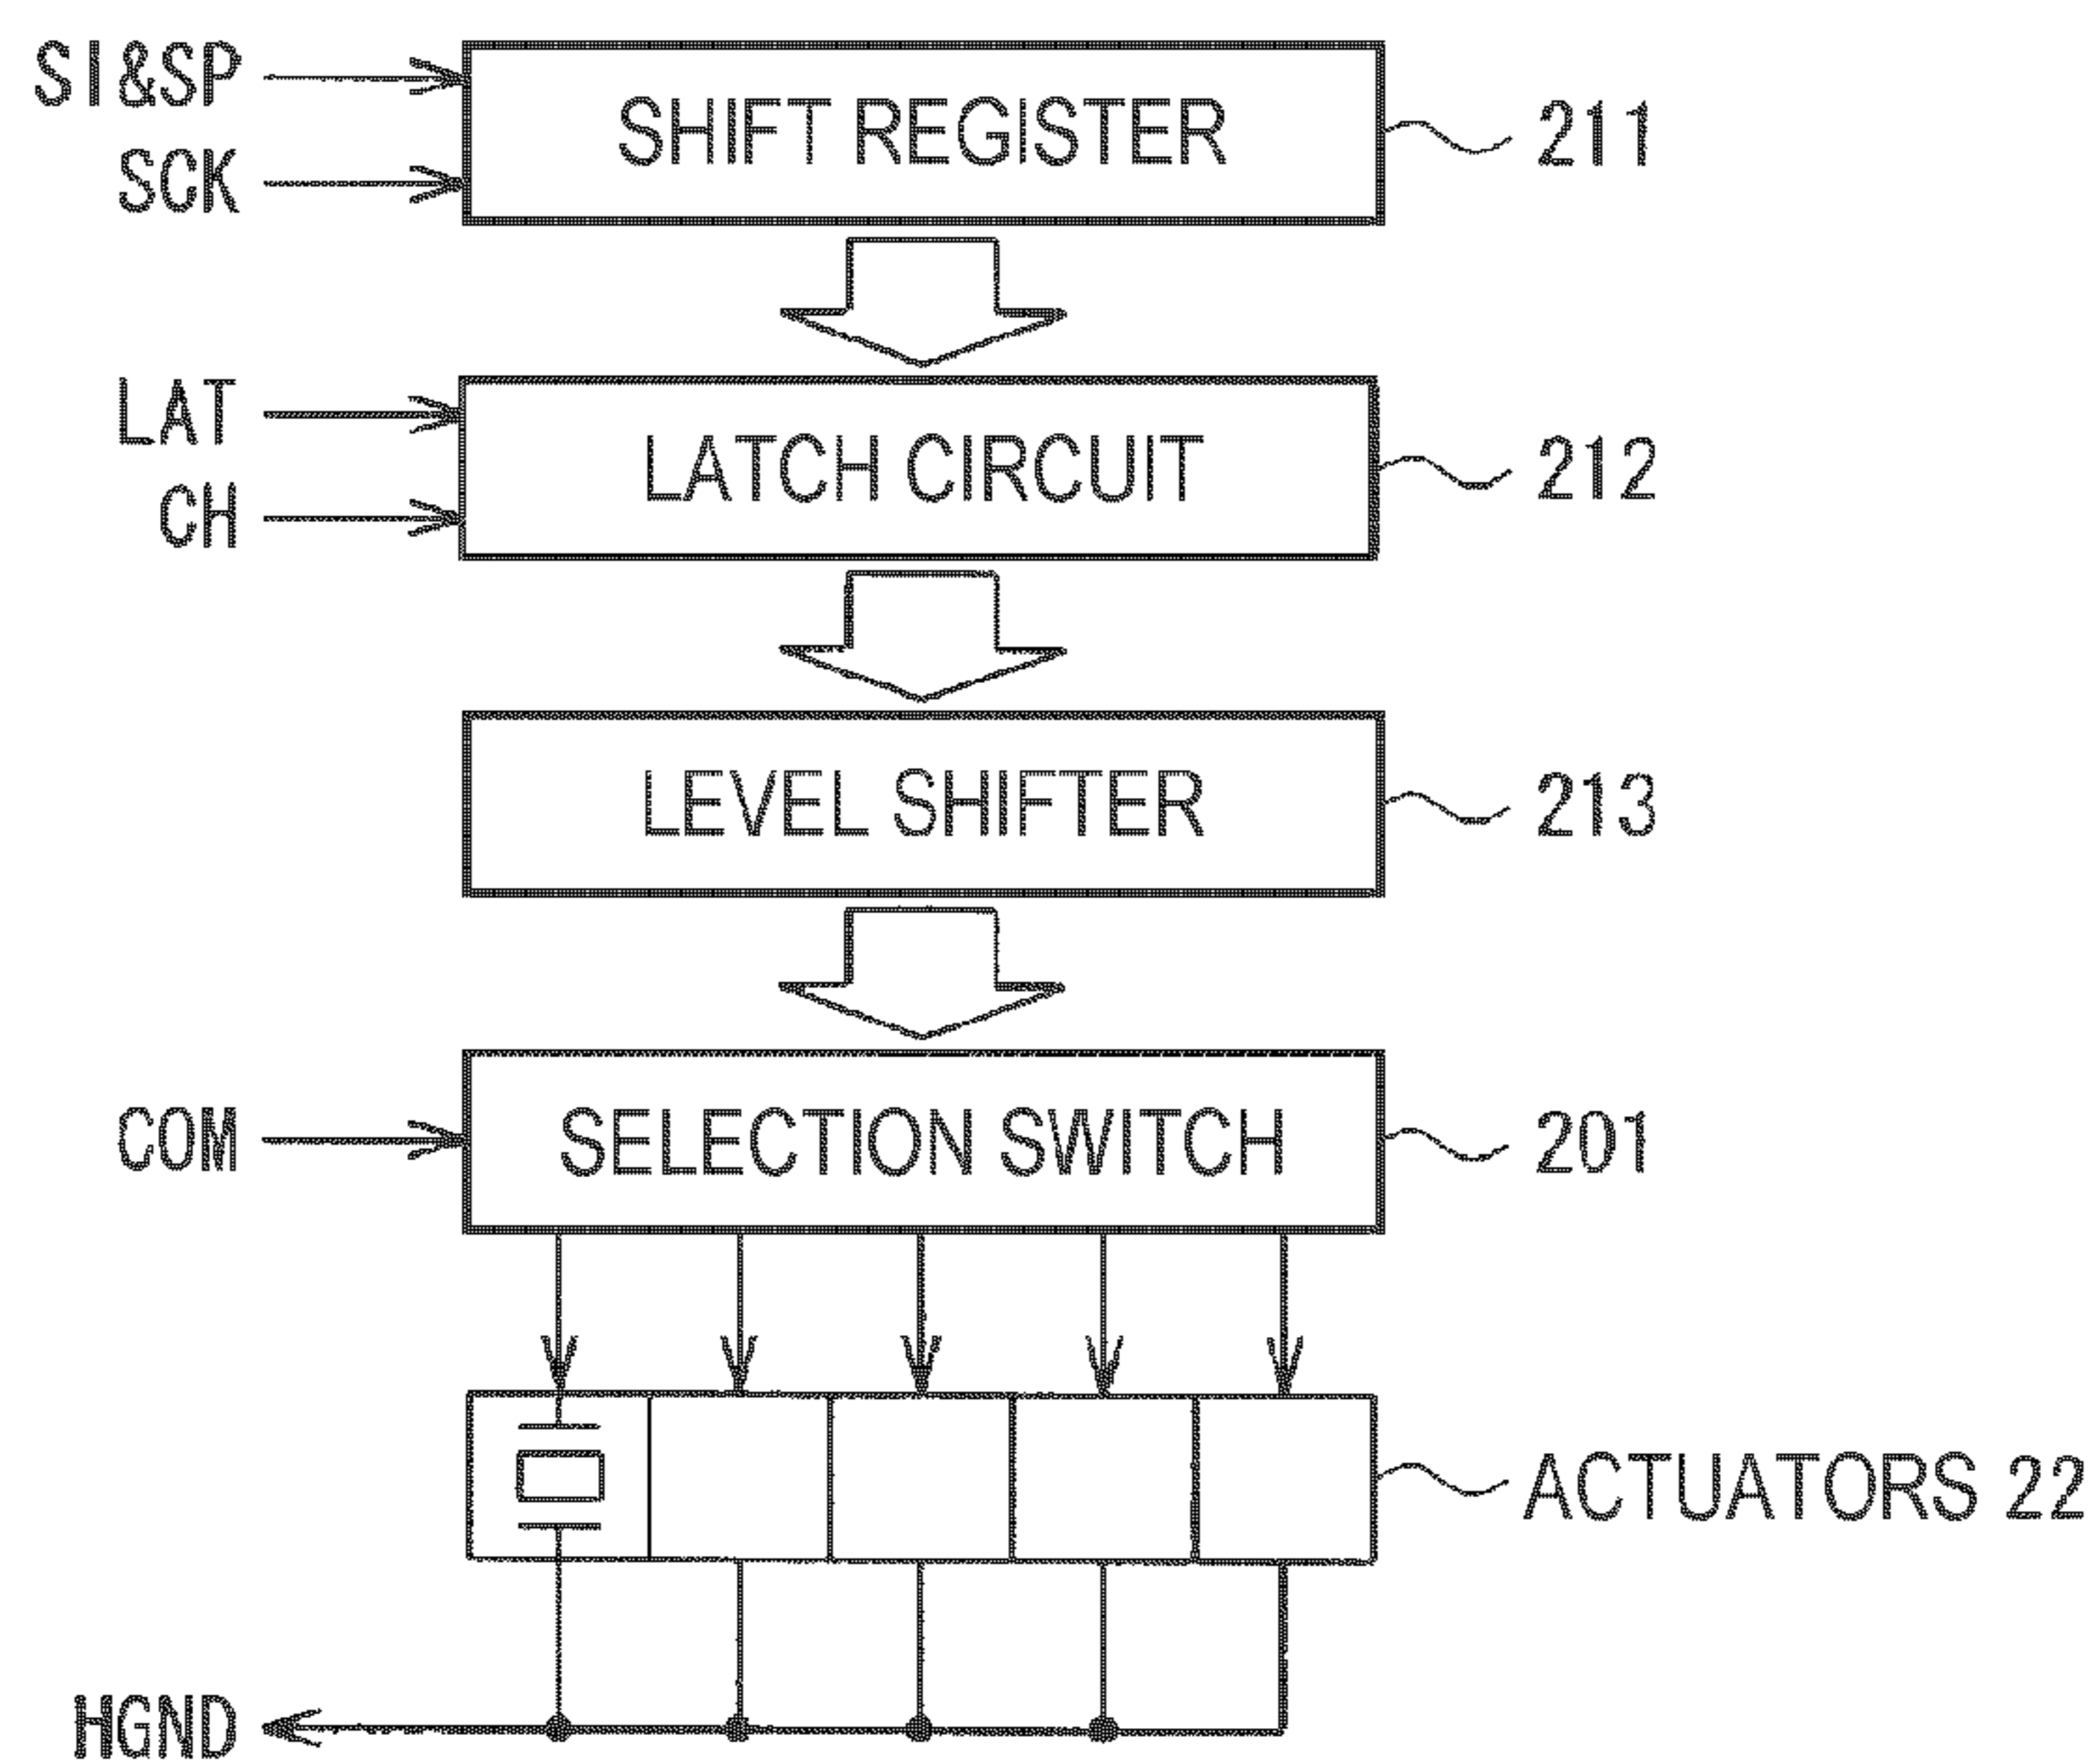 SI&SP
SHIFT REGISTER
211
SCK
LAT
LATCH CIRCUIT
212
CH
LEVEL SHIFTER
213
COM
SELECTION SWITCH
201
ACTUATORS 22
HGND